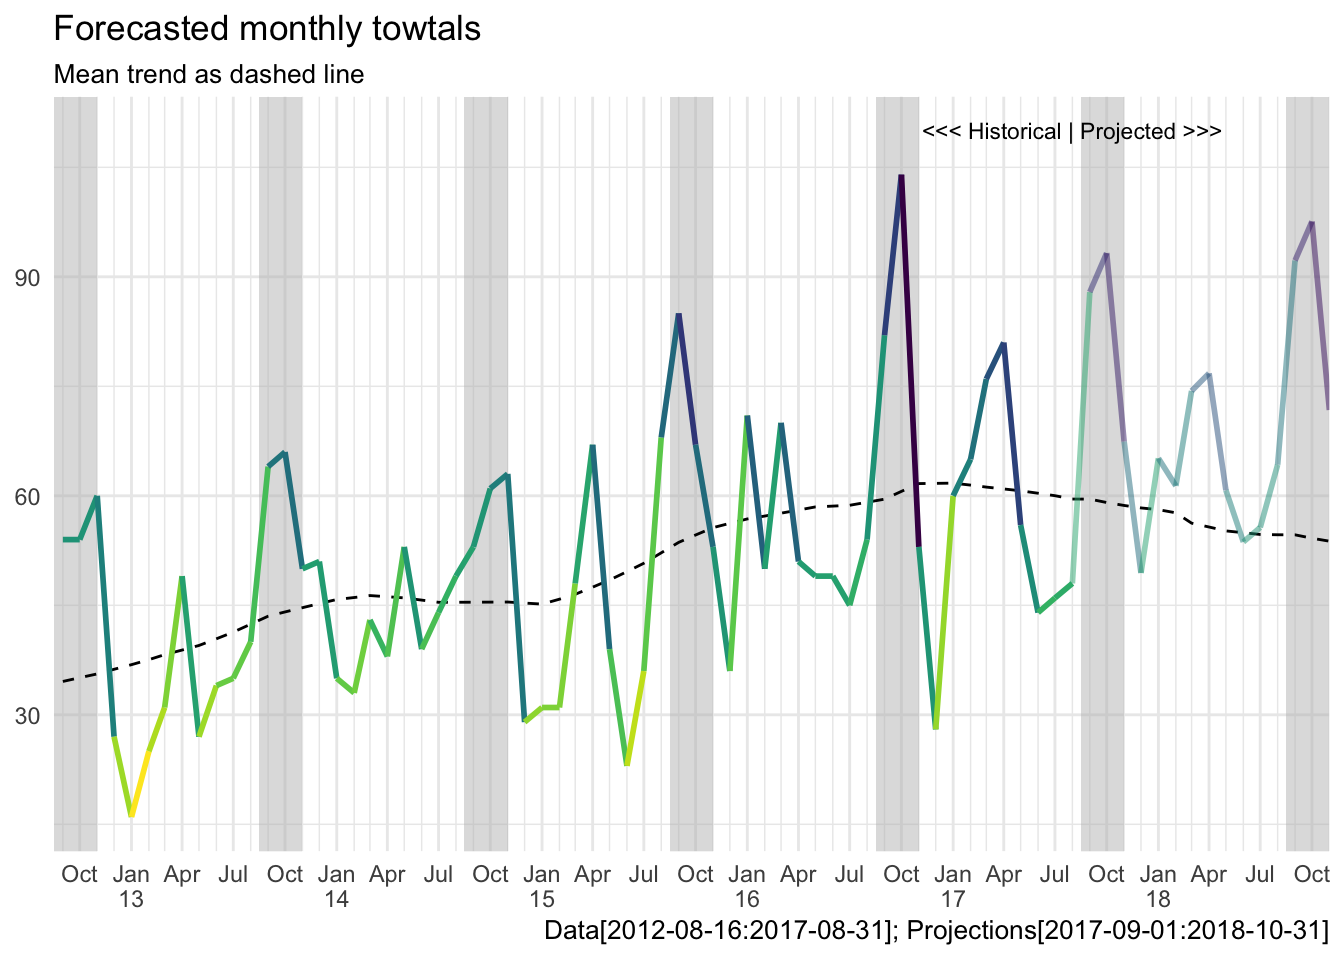 Forecasted monthly towtals
Mean trend as dashed line
<<< Historical | Projected >>>
90
60
30
Oct Jan Apr Jul Oct Jan Apr Jul Oct Jan Apr Jul Oct Jan Apr Jul Oct Jan Apr Jul Oct Jan Apr Jul Oct
13 14 15 16 17 18
Data[2012-08-16:2017-08-31]; Projections[2017-09-01:2018-10-31]